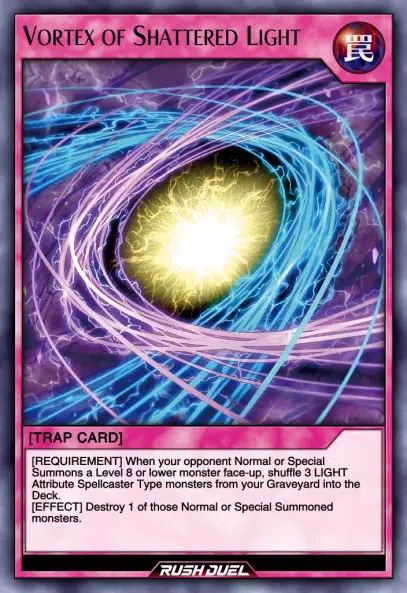 Vortex of Shattered Light
罠
[TRAP CARD]
[REQUIREMENT] When your opponent Normal or Special
Summons a Level 8 or lower monster face-up, shuffle 3 LIGHT
Attribute Spellcaster Type monsters from your Graveyard into the
Deck.
[EFFECT] Destroy 1 of those Normal or Special Summoned
monsters.
RUSH DUEL